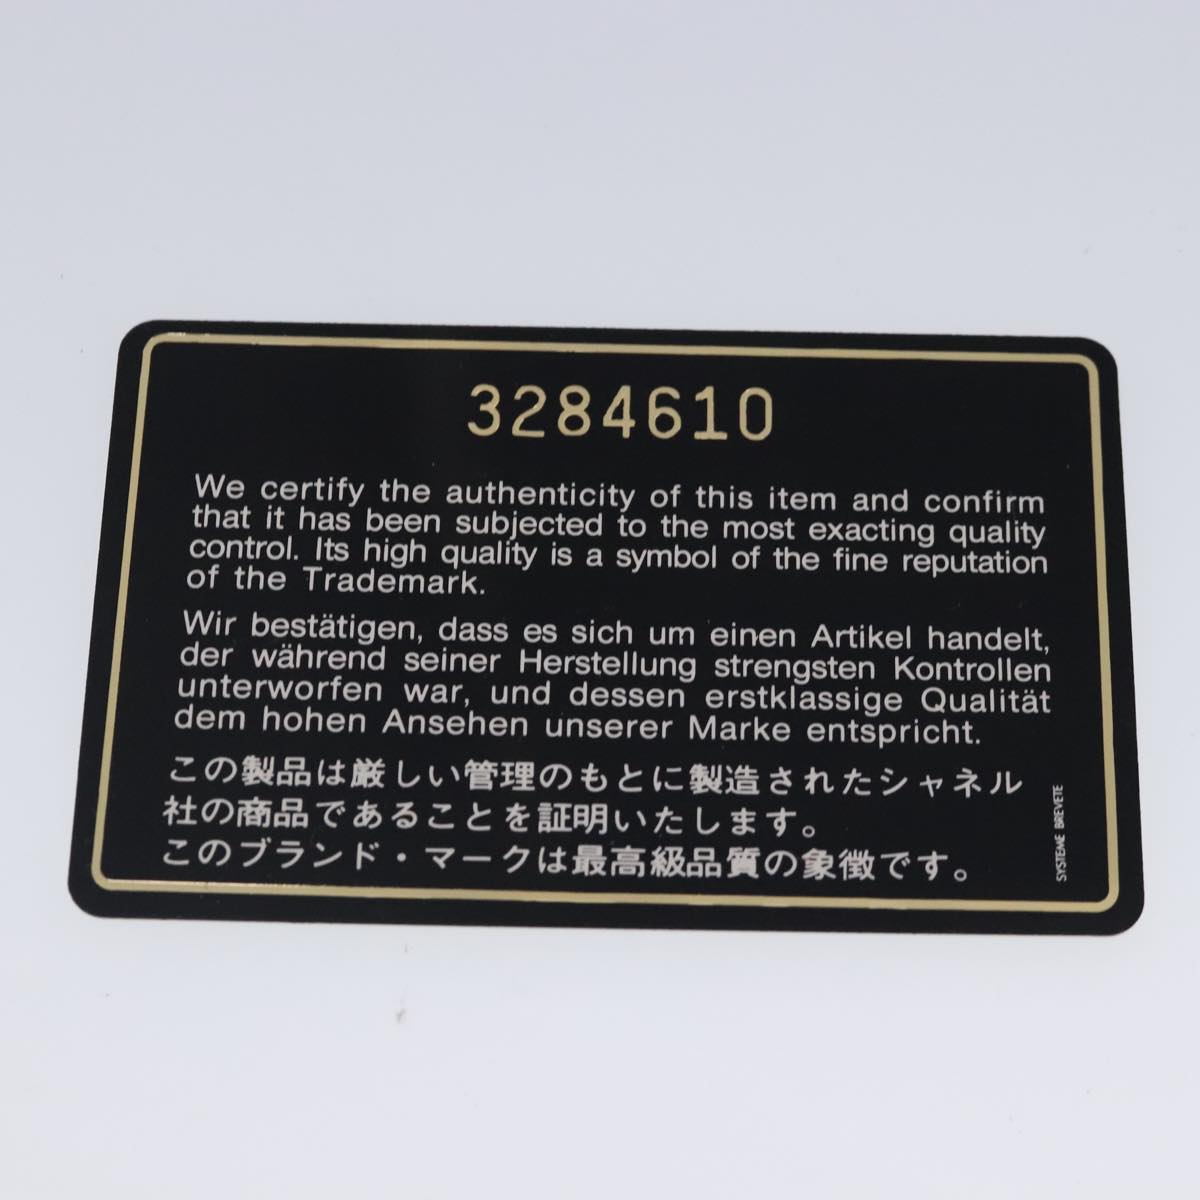 3284610
We certify the authenticity of this item and confirm
that it has been subjected to the most exacting quality
control. Its high quality is a symbol of the fine reputation
of the Trademark.
Wir bestätigen, dass es sich um einen Artikel handelt,
der während seiner Herstellung strengsten Kontrollen
unterworfen war, und dessen erstklassige Qualität
dem hohen Ansehen unserer Marke entspricht.
この製品は厳しい管理のもとに製造されたシャネル
社の商品であることを証明いたします。
このブランド・マークは最高級品質の象徴です。
SYSTEME BREVETE